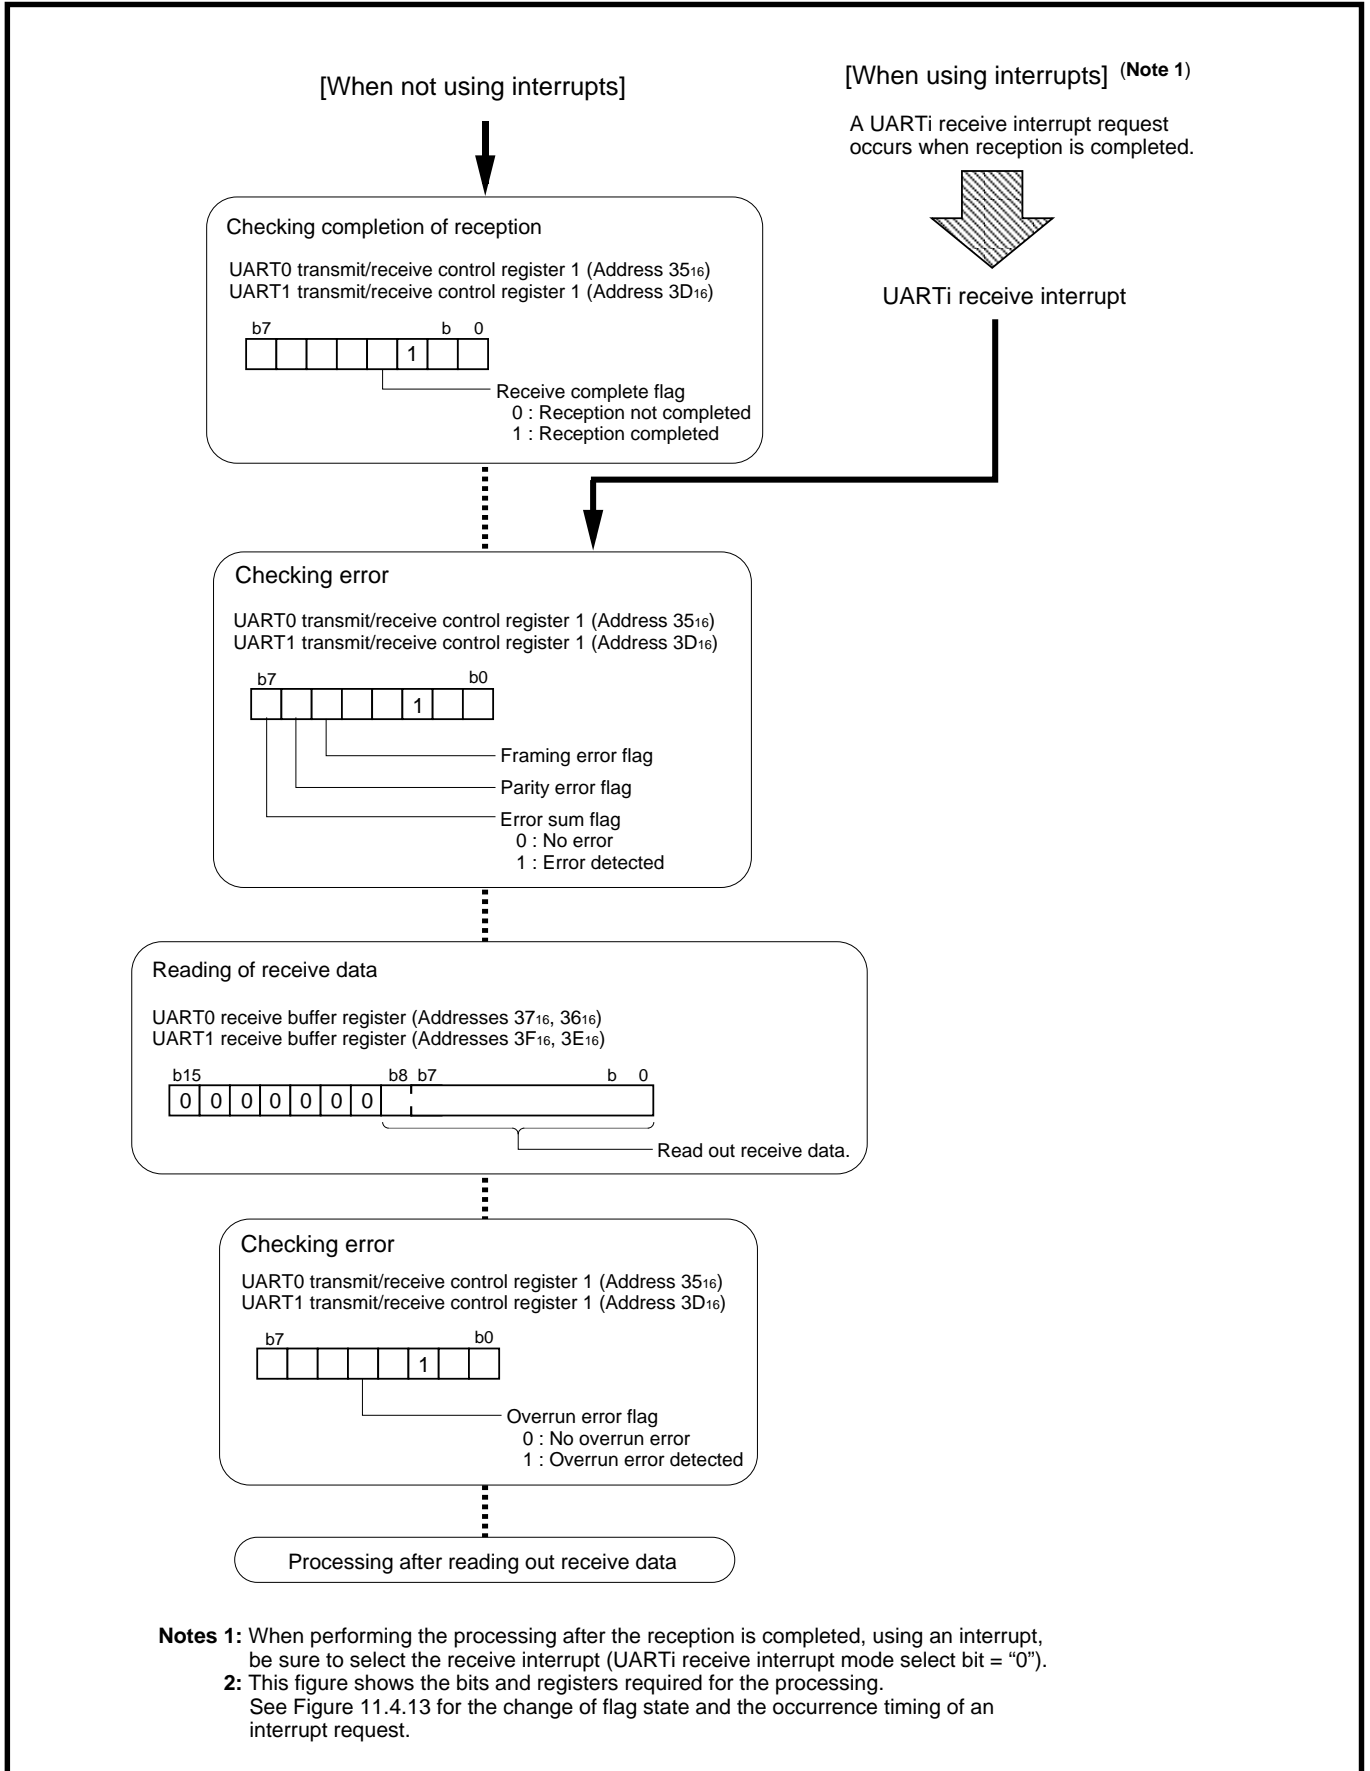 [When not using interrupts]
[When using interrupts] (Note 1)
A UARTi receive interrupt request
occurs when reception is completed.
UARTi receive interrupt
Checking completion of reception
UART0 transmit/receive control register 1 (Address 3516)
UART1 transmit/receive control register 1 (Address 3D16)
b7 b 0
1
Receive complete flag
0 : Reception not completed
1 : Reception completed
Checking error
UART0 transmit/receive control register 1 (Address 3516)
UART1 transmit/receive control register 1 (Address 3D16)
b7 b0
1
Framing error flag
Parity error flag
Error sum flag
0 : No error
1 : Error detected
Reading of receive data
UART0 receive buffer register (Addresses 3716, 3616)
UART1 receive buffer register (Addresses 3F16, 3E16)
b15 b8 b7 b 0
0 0 0 0 0 0 0
Read out receive data.
Checking error
UART0 transmit/receive control register 1 (Address 3516)
UART1 transmit/receive control register 1 (Address 3D16)
b7 b0
1
Overrun error flag
0 : No overrun error
1 : Overrun error detected
Processing after reading out receive data
Notes 1: When performing the processing after the reception is completed, using an interrupt,
be sure to select the receive interrupt (UARTi receive interrupt mode select bit = “0”).
2: This figure shows the bits and registers required for the processing.
See Figure 11.4.13 for the change of flag state and the occurrence timing of an
interrupt request.